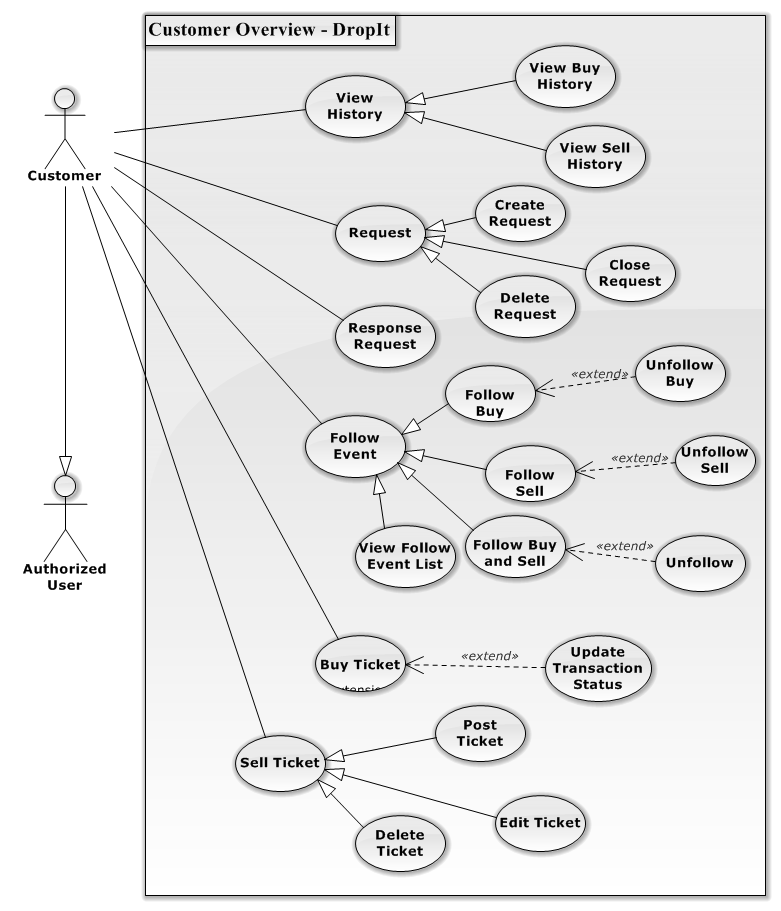 Customer Overview - DropIt
View Buy
History
View
History
View Sell
History
Customer
Create
Request
Request
Close
Request
Delete
Request
Response
Request
Follow
Buy
«extend»
Unfollow
Buy
Follow
Event
Follow
Sell
«extend»
Unfollow
Sell
View Follow
Event List
Follow Buy
and Sell
«extend»
Unfollow
Authorized
User
Buy Ticket
«extend»
Update
Transaction
Status
Post
Ticket
Sell Ticket
Edit Ticket
Delete
Ticket